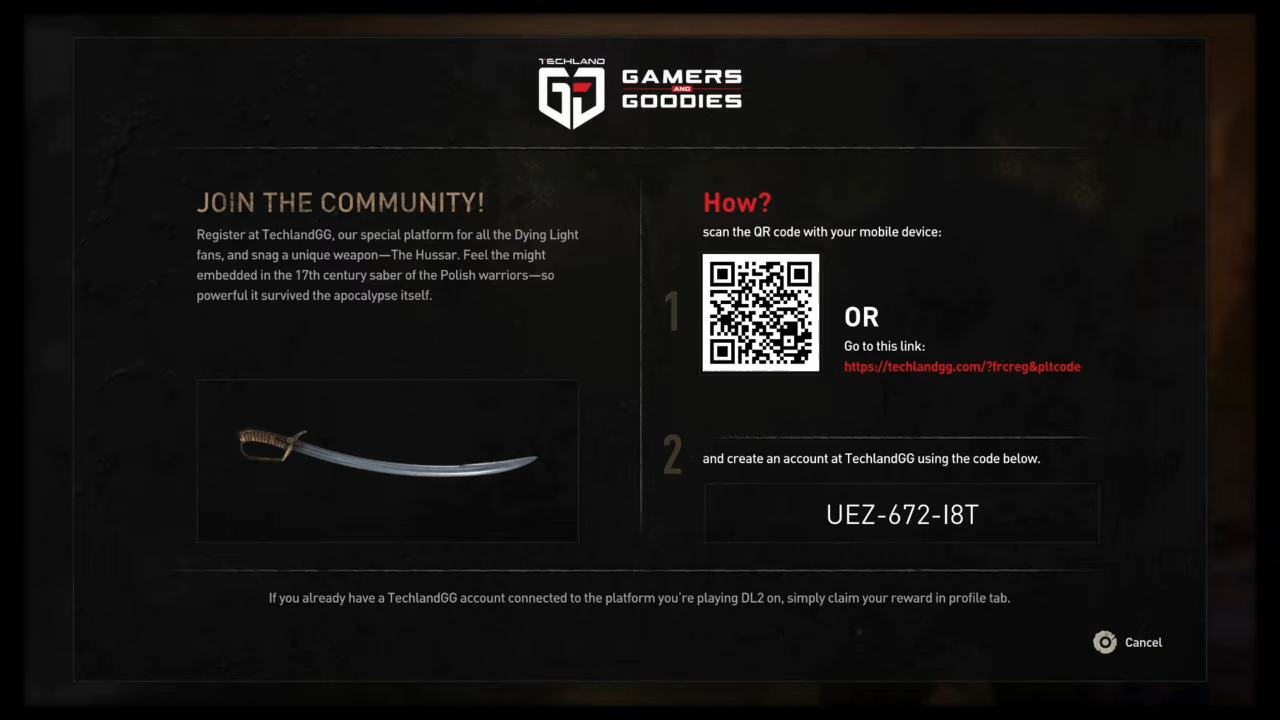 TECHLAND
GAMERS
AND
GOODIES
JOIN THE COMMUNITY!
Register at TechlandGG, our special platform for all the Dying Light
fans, and snag a unique weapon—The Hussar. Feel the might
embedded in the 17th century saber of the Polish warriors—so
powerful it survived the apocalypse itself.
How?
scan the QR code with your mobile device:
1
OR
Go to this link:
https://techlandgg.com/?frcreg&pltcode
2
and create an account at TechlandGG using the code below.
UEZ-672-I8T
If you already have a TechlandGG account connected to the platform you're playing DL2 on, simply claim your reward in profile tab.
Cancel